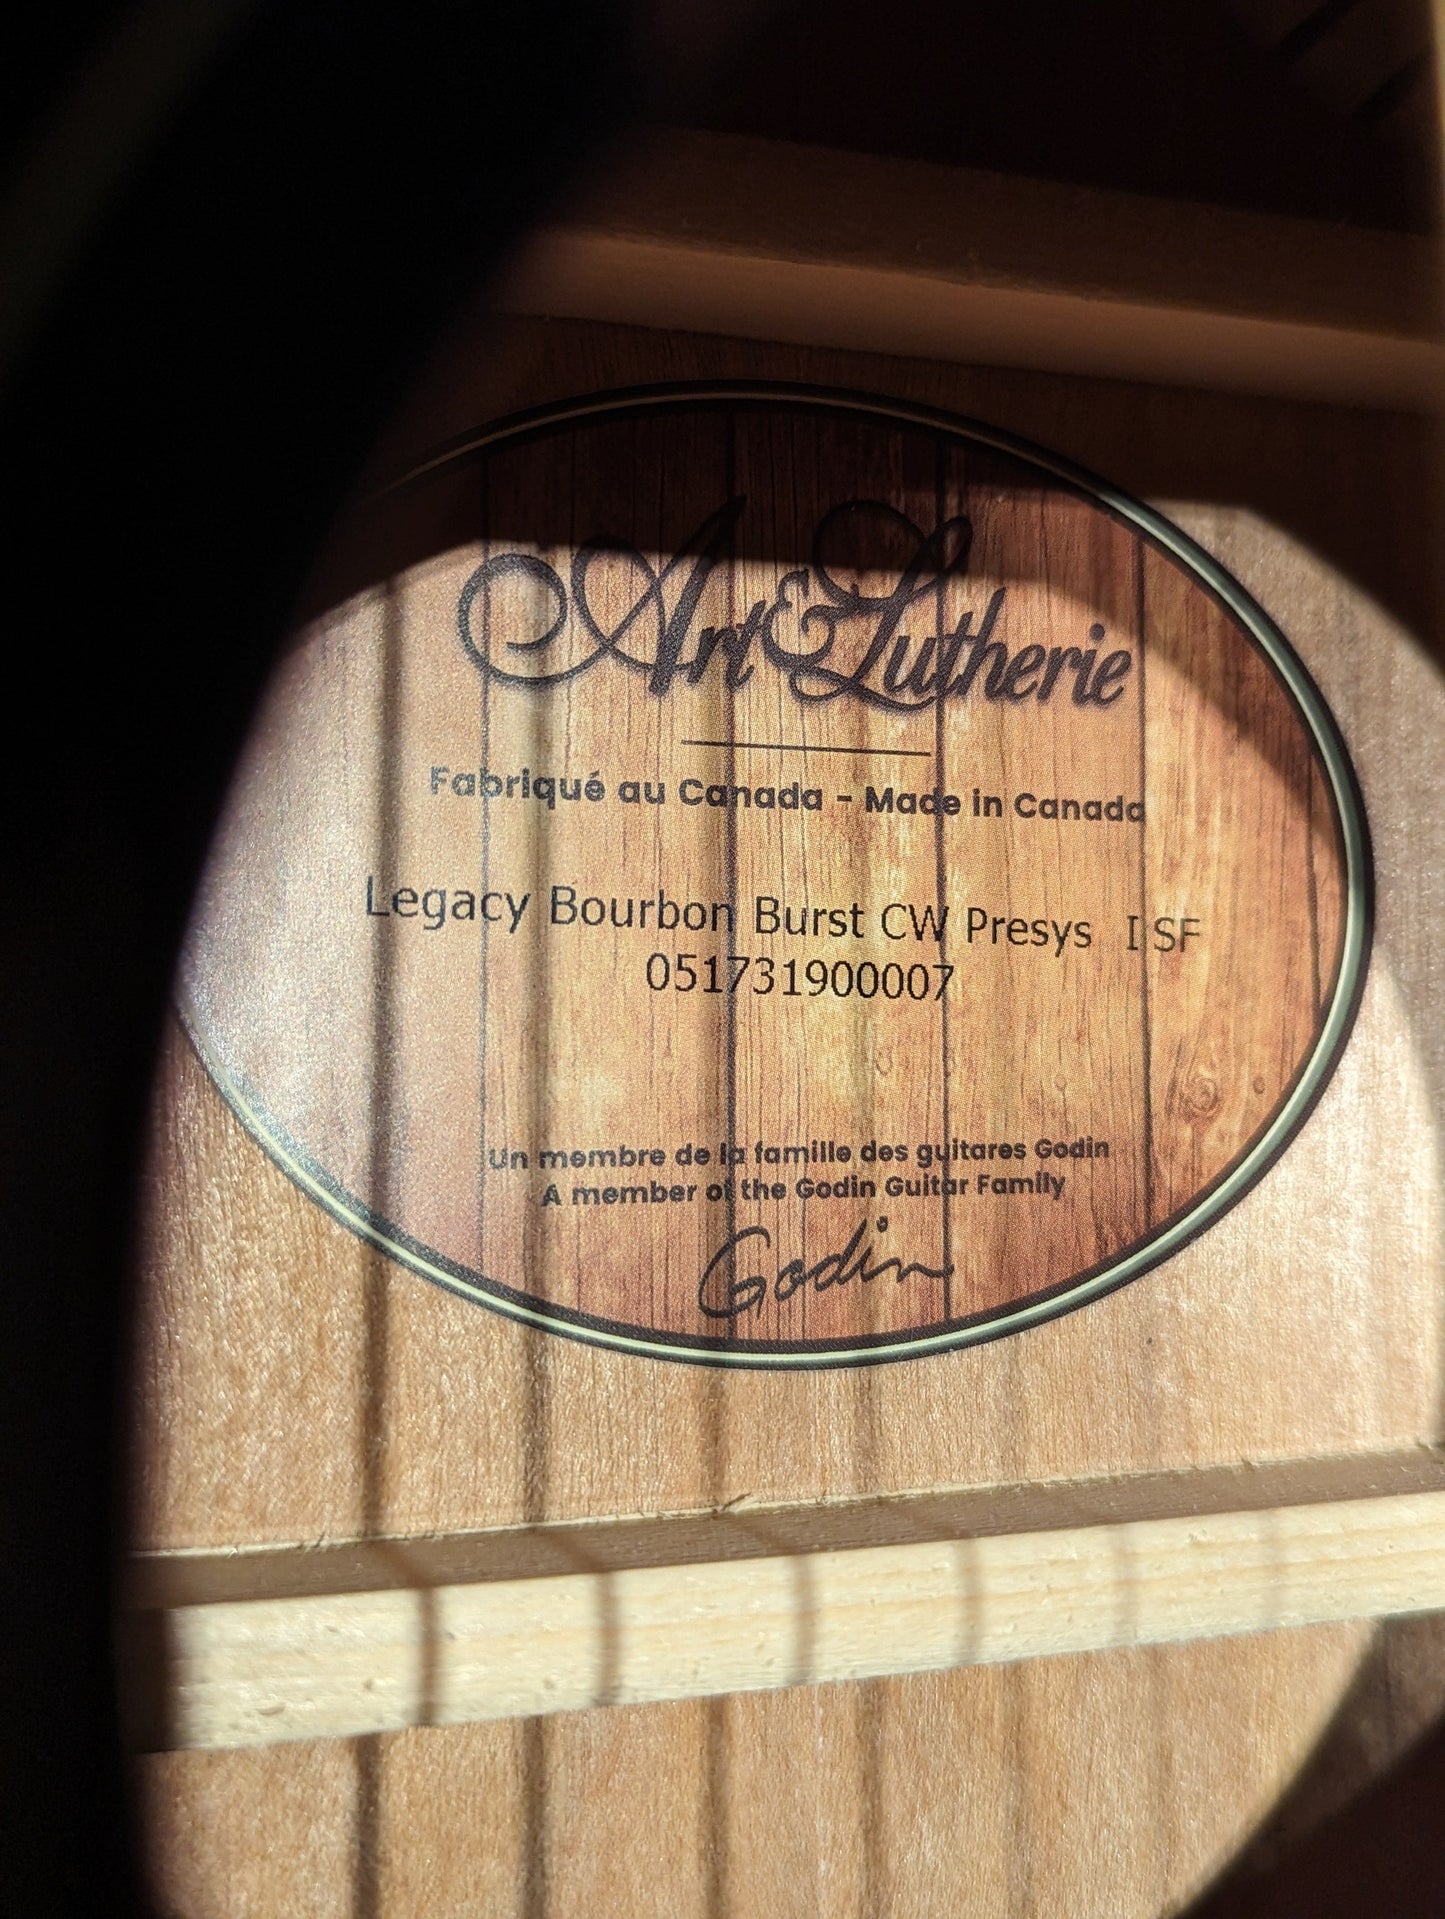 Art & Lutherie
Fabriqué au Canada - Made in Canada
Legacy Bourbon Burst CW Presys I SF
051731900007
Un membre de la famille des guitares Godin
A member of the Godin Guitar Family
Godin